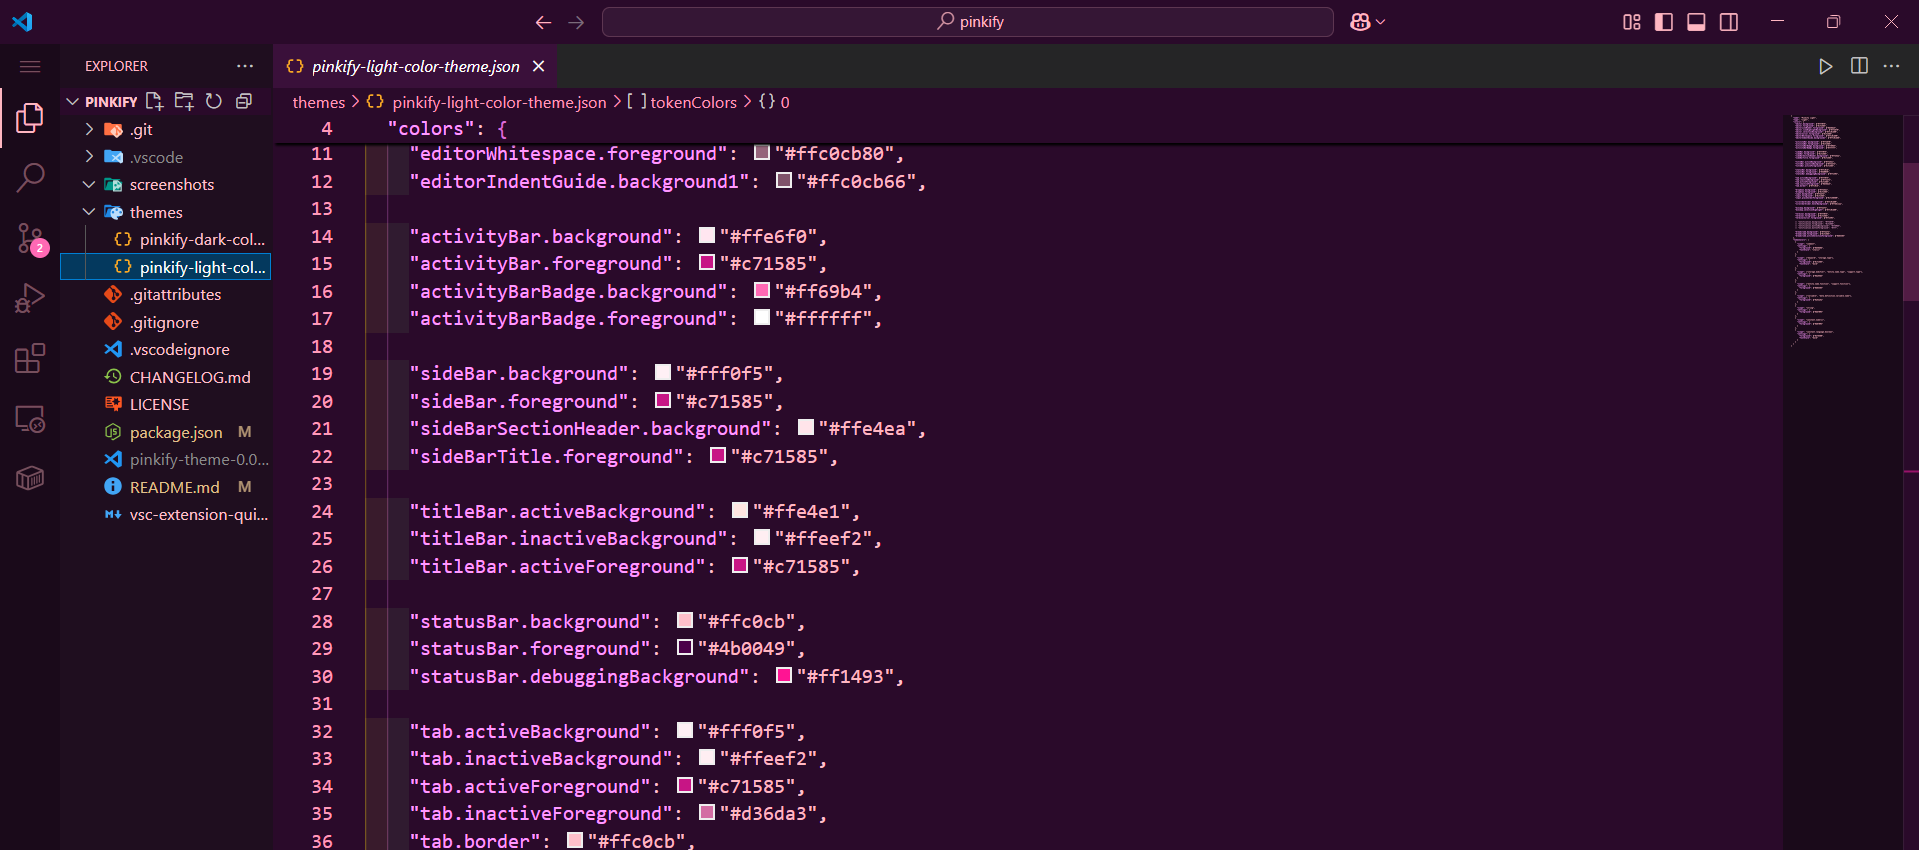 pinkify
EXPLORER
PINKIFY
.git
.vscode
screenshots
themes
pinkify-dark-col...
pinkify-light-col...
.gitattributes
.gitignore
.vscodeignore
CHANGELOG.md
LICENSE
package.json M
pinkify-theme-0.0...
README.md M
vsc-extension-qui...
2
{} pinkify-light-color-theme.json
themes > {} pinkify-light-color-theme.json > [ ] tokenColors > {} 0
4 "colors": {
11 "editorWhitespace.foreground": "#ffc0cb80",
12 "editorIndentGuide.background1": "#ffc0cb66",
13
14 "activityBar.background": "#ffe6f0",
15 "activityBar.foreground": "#c71585",
16 "activityBarBadge.background": "#ff69b4",
17 "activityBarBadge.foreground": "#ffffff",
18
19 "sideBar.background": "#fff0f5",
20 "sideBar.foreground": "#c71585",
21 "sideBarSectionHeader.background": "#ffe4ea",
22 "sideBarTitle.foreground": "#c71585",
23
24 "titleBar.activeBackground": "#ffe4e1",
25 "titleBar.inactiveBackground": "#ffeef2",
26 "titleBar.activeForeground": "#c71585",
27
28 "statusBar.background": "#ffc0cb",
29 "statusBar.foreground": "#4b0049",
30 "statusBar.debuggingBackground": "#ff1493",
31
32 "tab.activeBackground": "#fff0f5",
33 "tab.inactiveBackground": "#ffeef2",
34 "tab.activeForeground": "#c71585",
35 "tab.inactiveForeground": "#d36da3",
36 "tab.border": "#ffc0cb",